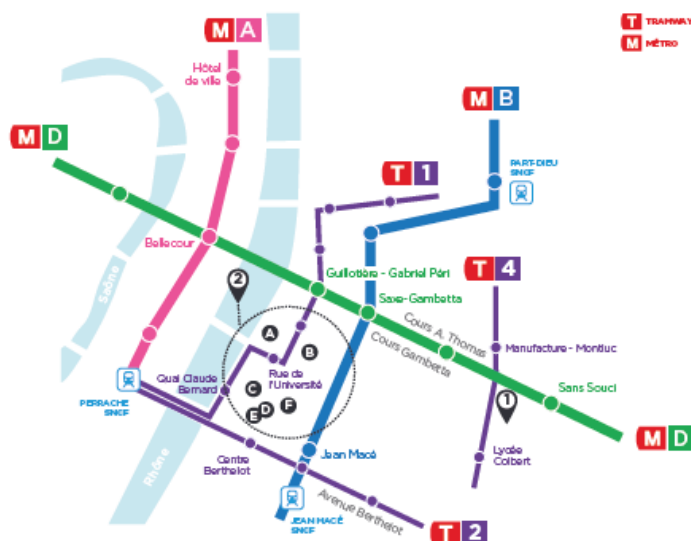 M A
T TRAMWAY
M MÉTRO
Hôtel
de ville
M B
M D
PART-DIEU
SNCF
T 1
Bellecour
Saône
Guillotière - Gabriel Péri
T 4
2
Saxe-Gambetta
Cours A. Thomas
Cours Gambetta
A
B
Manufacture - Montluc
Rue de
l'Université
Quai Claude
Bernard
C
D
E
F
Sans Souci
1
PERRACHE
SNCF
M D
Jean Macé
Lycée
Colbert
Centre
Berthelot
Rhône
Avenue Berthelot
JEAN MACÉ
SNCF
T 2